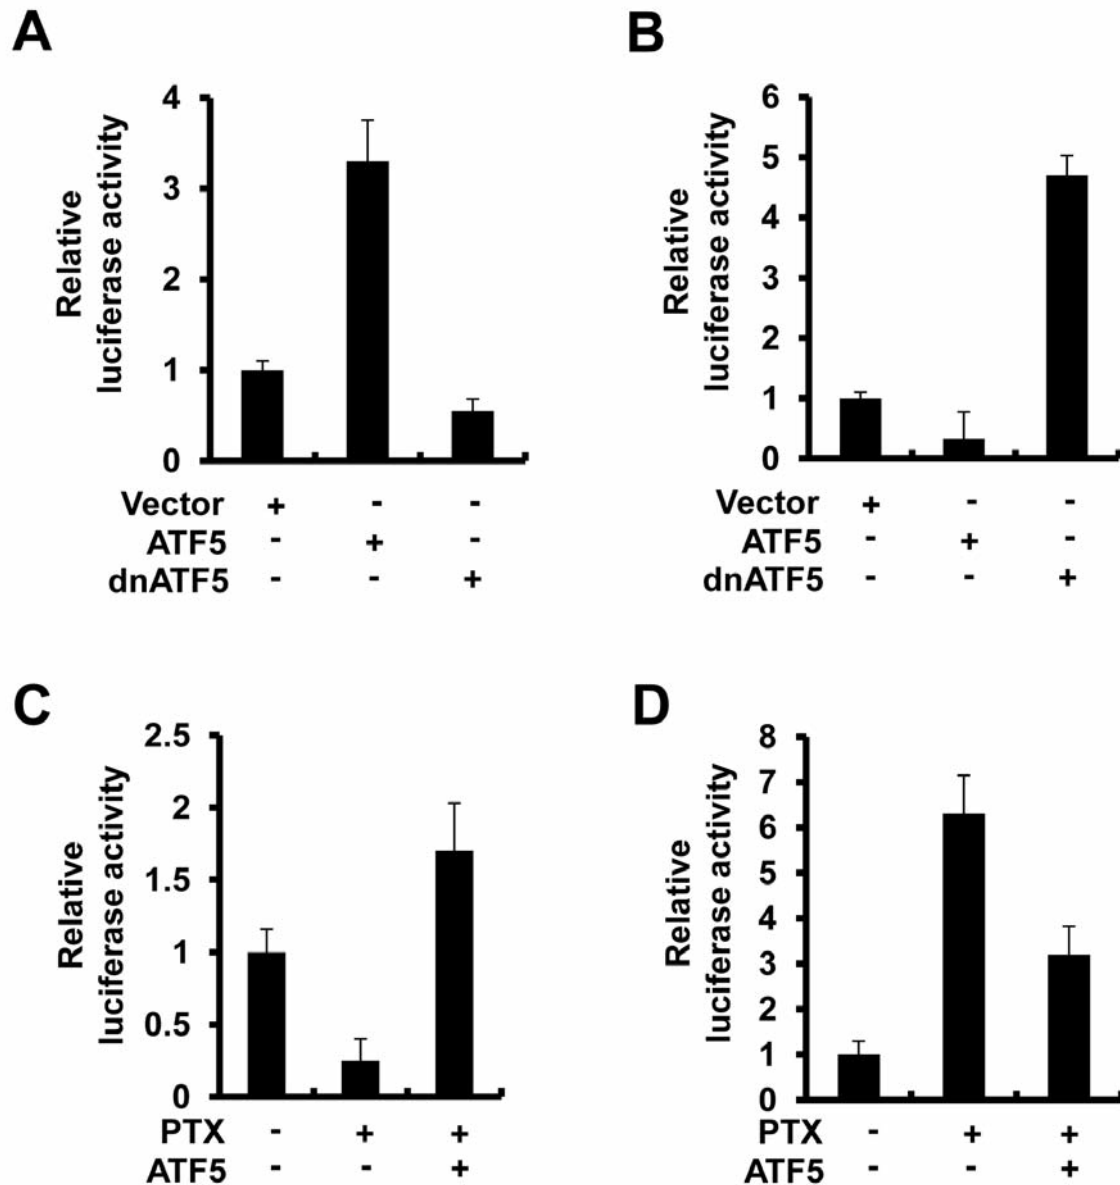 A
Relative
luciferase activity
4
3
2
1
0
Vector + - -
ATF5 - + -
dnATF5 - - +
B
Relative
luciferase activity
6
5
4
3
2
1
0
Vector + - -
ATF5 - + -
dnATF5 - - +
C
Relative
luciferase activity
2.5
2
1.5
1
0.5
0
PTX - + +
ATF5 - - +
D
Relative
luciferase activity
8
7
6
5
4
3
2
1
0
PTX - + +
ATF5 - - +